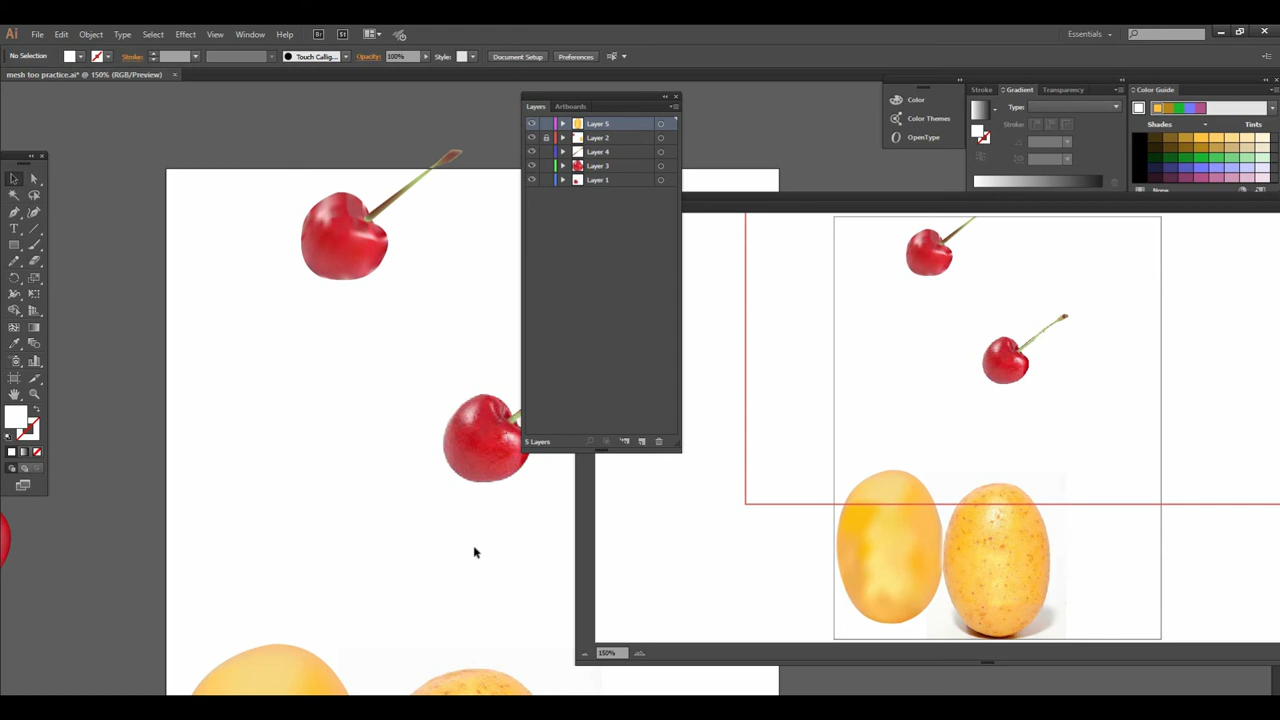 Ai File Edit Object Type Select Effect View Window Help Br St Essentials
No Selection Stroke: Touch Callig... Opacity: 100% Style: Document Setup Preferences
mesh too practice.ai* @ 150% (RGB/Preview)
Layers Artboards
Layer 5
Layer 2
Layer 4
Layer 3
Layer 1
5 Layers
Color
Color Themes
OpenType
Stroke Gradient Transparency
Type:
Stroke:
Color Guide
Shades Tints
None
150%